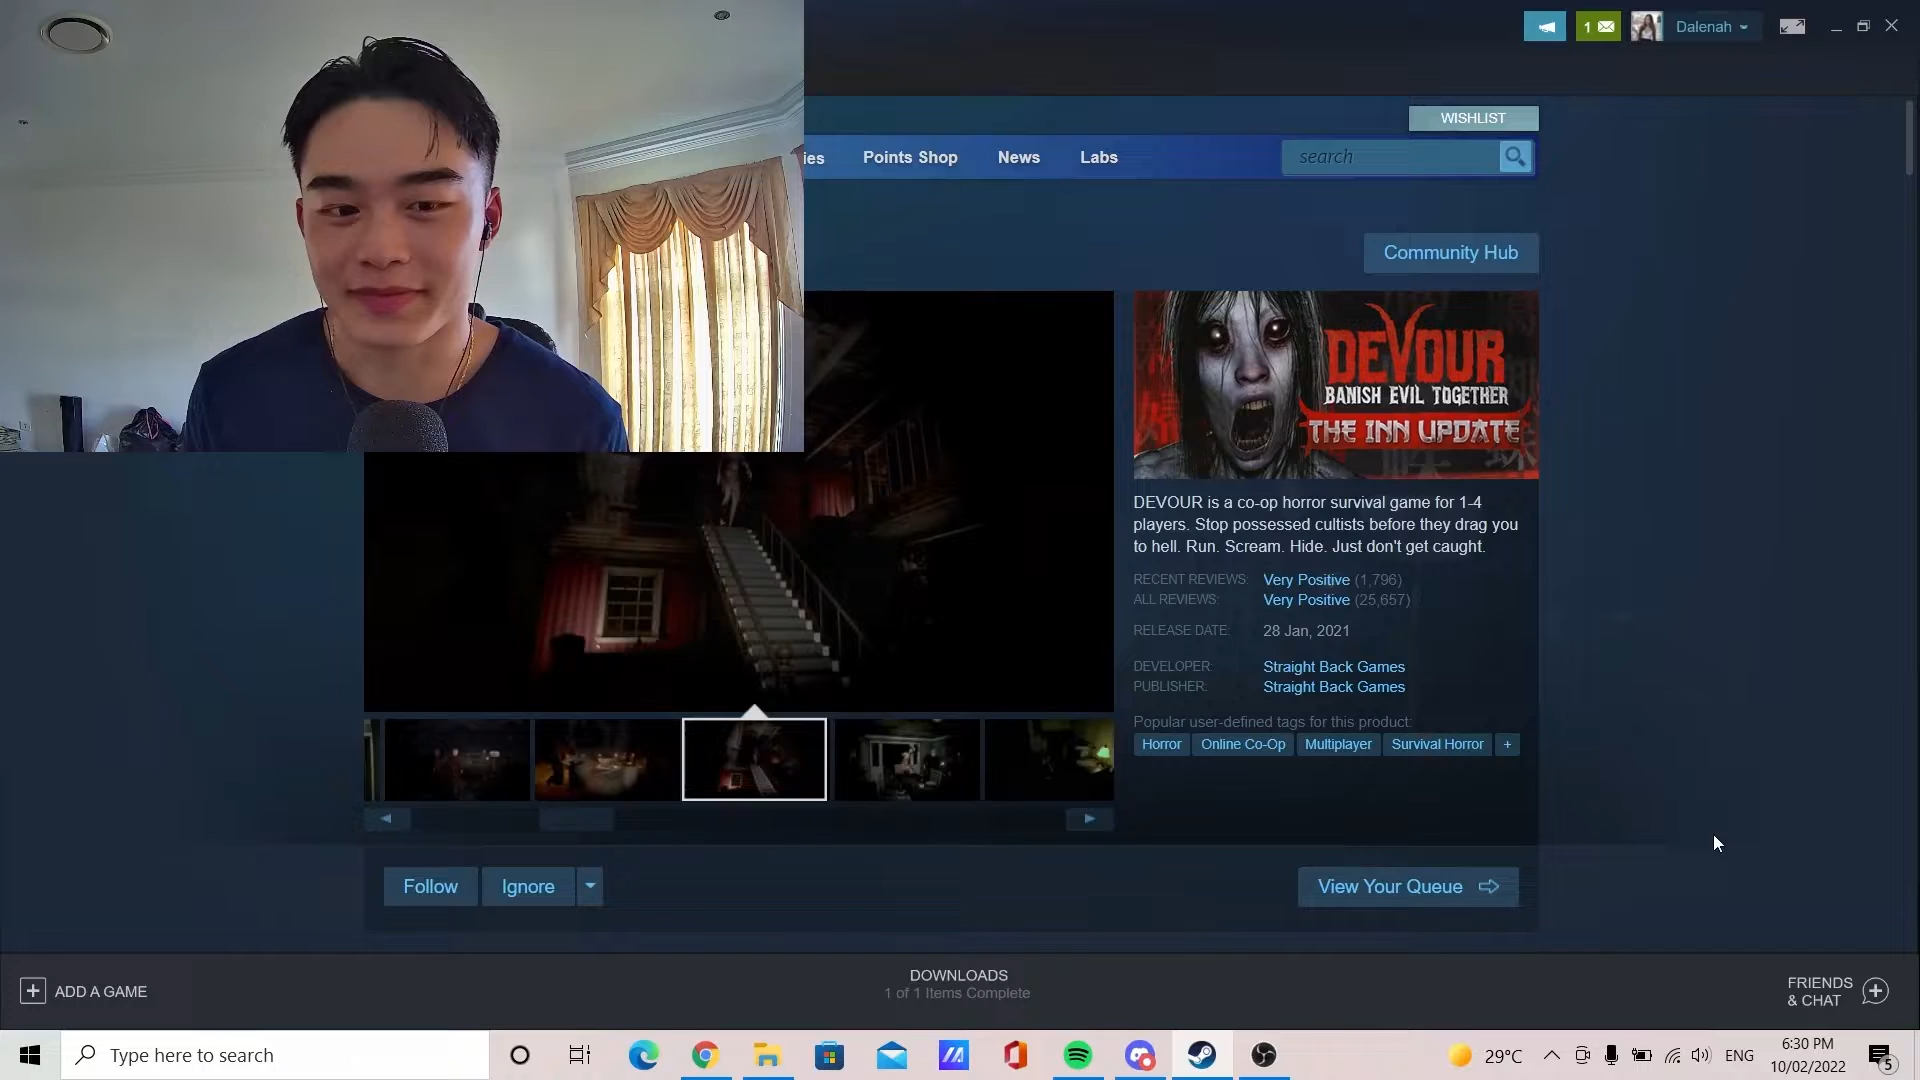 1
Dalenah
WISHLIST
ies
Points Shop
News
Labs
search
Community Hub
DEVOUR
BANISH EVIL TOGETHER
THE INN UPDATE
DEVOUR is a co-op horror survival game for 1-4
players. Stop possessed cultists before they drag you
to hell. Run. Scream. Hide. Just don't get caught.
RECENT REVIEWS: Very Positive (1,796)
ALL REVIEWS: Very Positive (25,657)
RELEASE DATE: 28 Jan, 2021
DEVELOPER: Straight Back Games
PUBLISHER: Straight Back Games
Popular user-defined tags for this product:
Horror Online Co-Op Multiplayer Survival Horror +
Follow
Ignore
View Your Queue
ADD A GAME
DOWNLOADS
1 of 1 Items Complete
FRIENDS
& CHAT
Type here to search
29°C
ENG
6:30 PM
10/02/2022
5